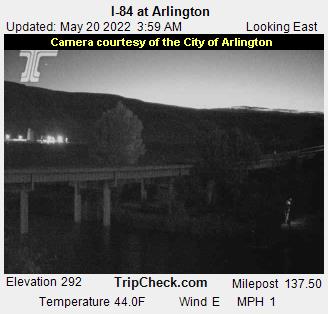 I-84 at Arlington
Updated: May 20 2022 3:59 AM Looking East
Camera courtesy of the City of Arlington
Elevation 292 TripCheck.com Milepost 137.50
Temperature 44.0F Wind E MPH 1